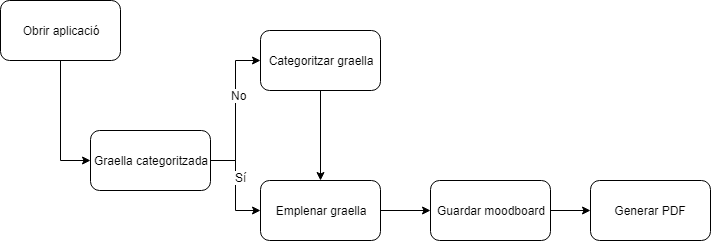 Obrir aplicació
Categoritzar graella
No
Graella categoritzada
Sí
Emplenar graella
Guardar moodboard
Generar PDF